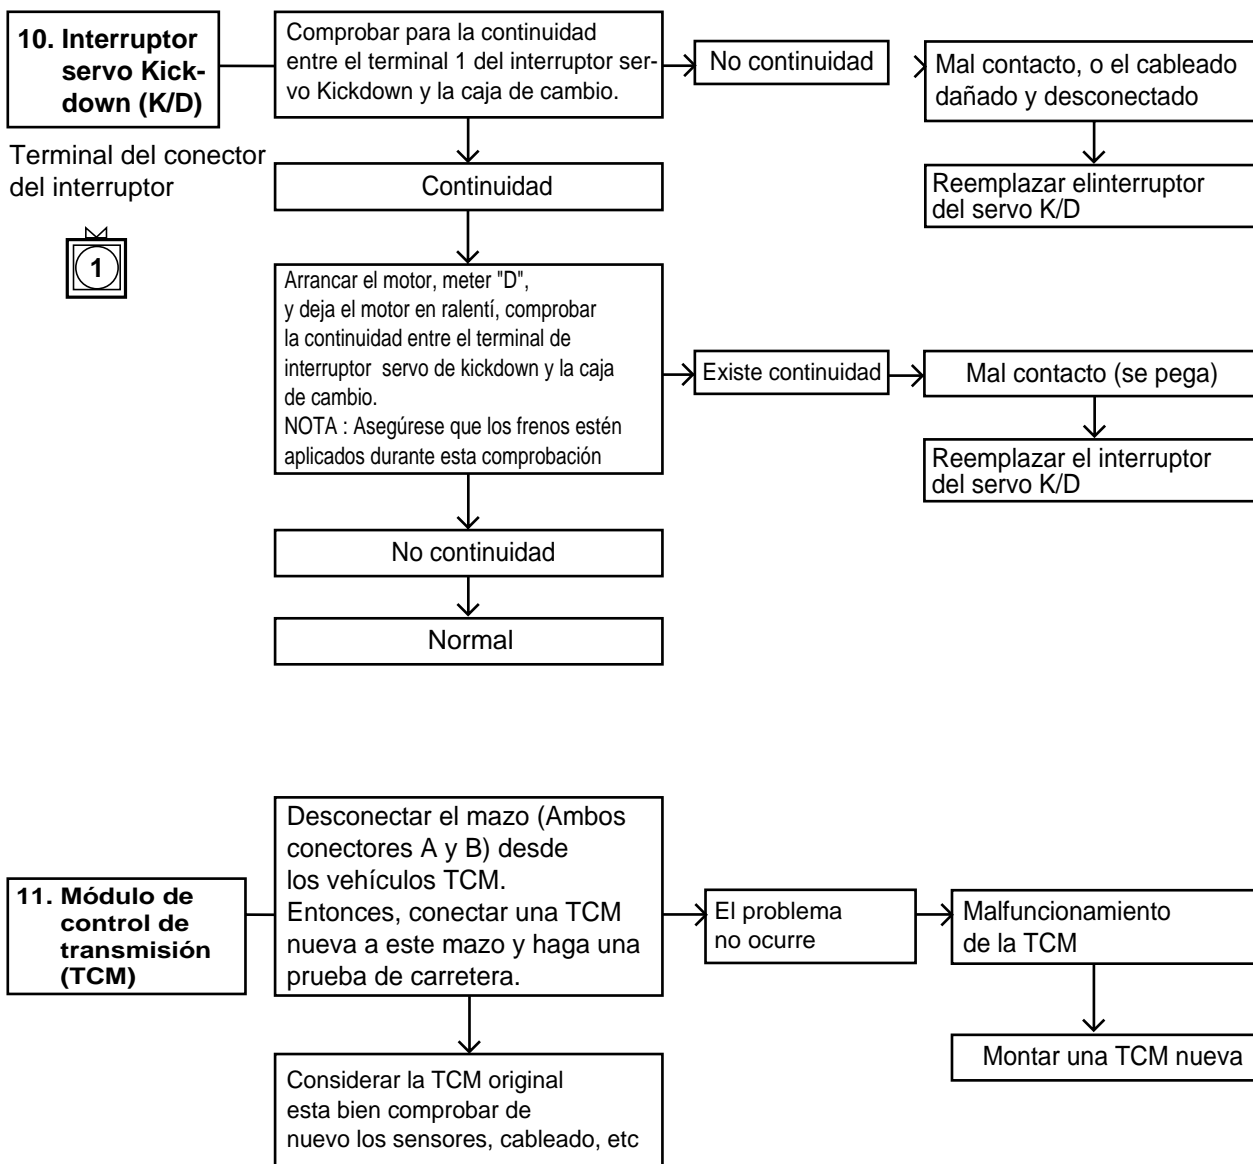 10. Interruptor
servo Kick-
down (K/D)
Terminal del conector
del interruptor
1
Comprobar para la continuidad
entre el terminal 1 del interruptor ser-
vo Kickdown y la caja de cambio.
No continuidad
Mal contacto, o el cableado
dañado y desconectado
Reemplazar elinterruptor
del servo K/D
Continuidad
Arrancar el motor, meter "D",
y deja el motor en ralentí, comprobar
la continuidad entre el terminal de
interruptor servo de kickdown y la caja
de cambio.
NOTA : Asegúrese que los frenos estén
aplicados durante esta comprobación
Existe continuidad
Mal contacto (se pega)
Reemplazar el interruptor
del servo K/D
No continuidad
Normal
11. Módulo de
control de
transmisión
(TCM)
Desconectar el mazo (Ambos
conectores A y B) desde
los vehículos TCM.
Entonces, conectar una TCM
nueva a este mazo y haga una
prueba de carretera.
El problema
no ocurre
Malfuncionamiento
de la TCM
Montar una TCM nueva
Considerar la TCM original
esta bien comprobar de
nuevo los sensores, cableado, etc